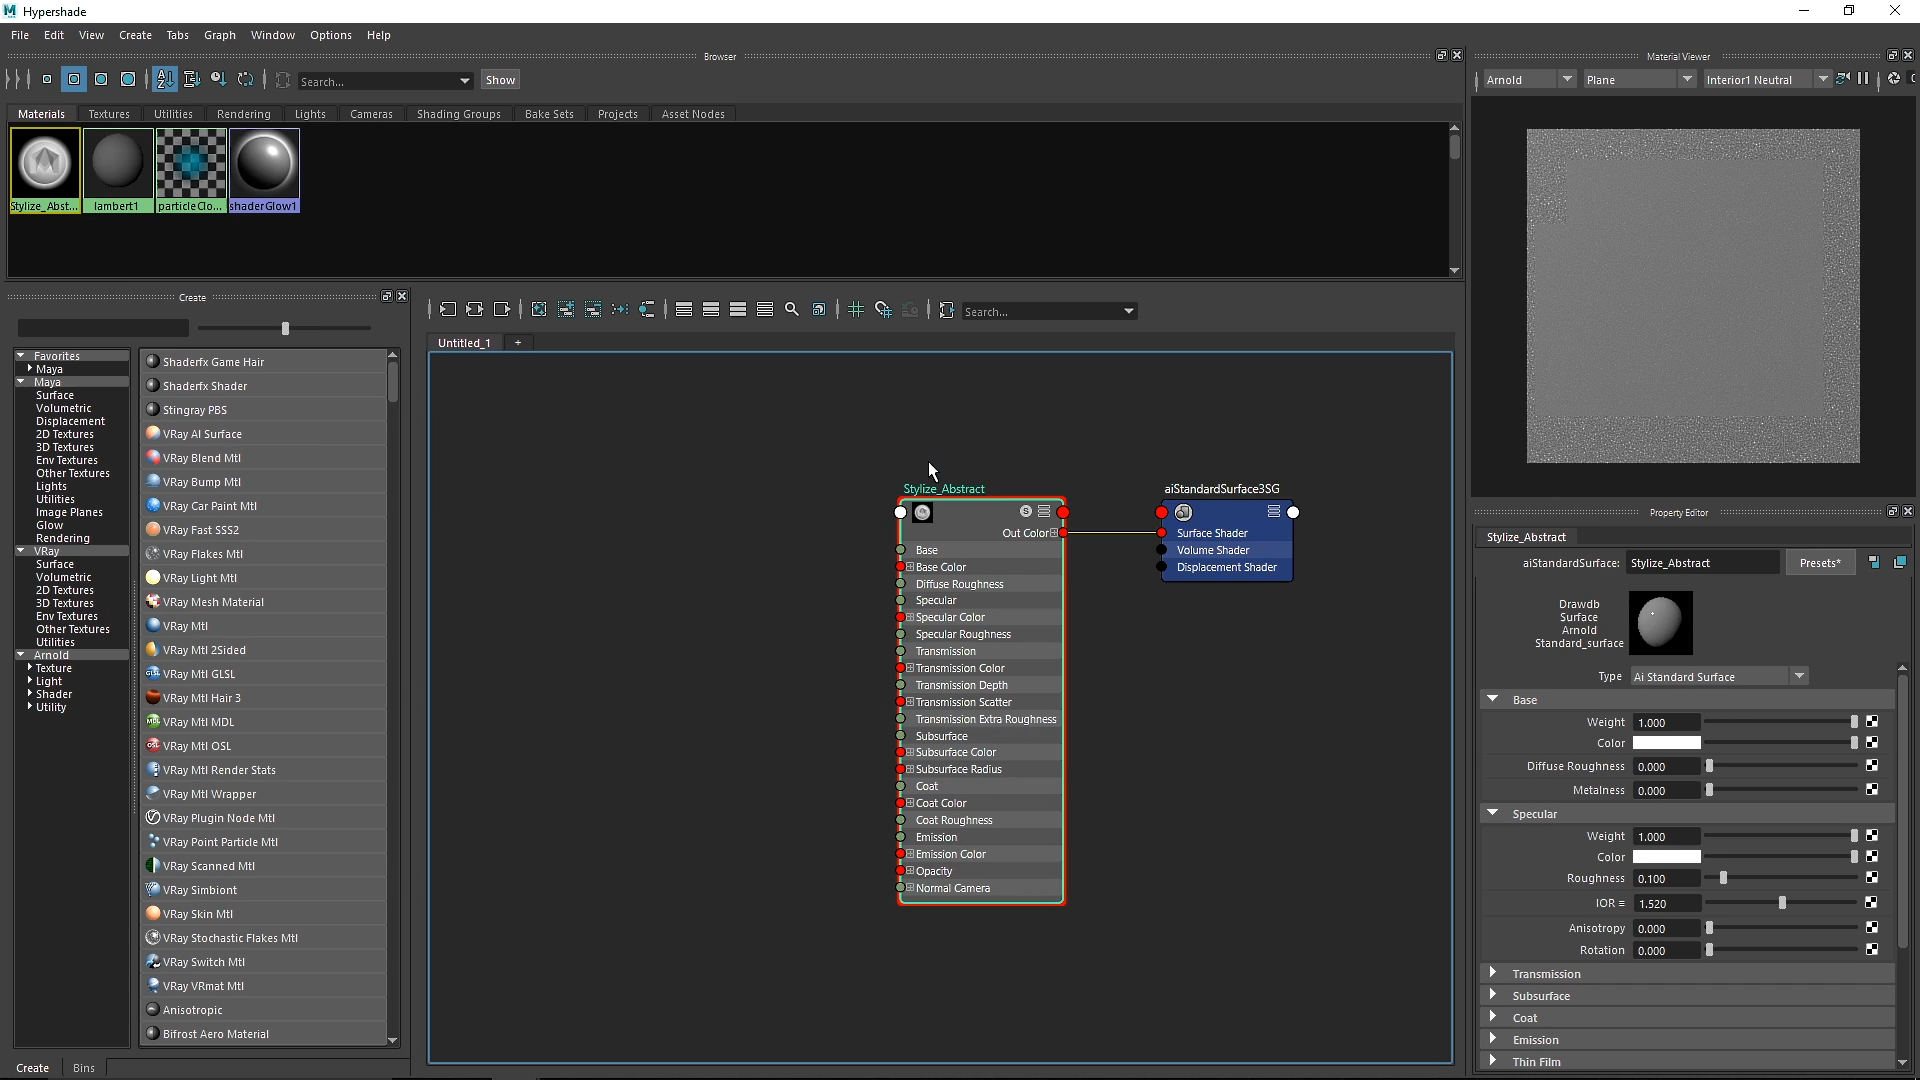 Hypershade
File Edit View Create Tabs Graph Window Options Help
Browser
Search...
Show
Materials Textures Utilities Rendering Lights Cameras Shading Groups Bake Sets Projects Asset Nodes
Stylize_Abst... lambert1 particleClo... shaderGlow1
Create
Favorites
Maya
Maya
Surface
Volumetric
Displacement
2D Textures
3D Textures
Env Textures
Other Textures
Lights
Utilities
Image Planes
Glow
Rendering
VRay
Surface
Volumetric
2D Textures
3D Textures
Env Textures
Other Textures
Utilities
Arnold
Texture
Light
Shader
Utility
Shaderfx Game Hair
Shaderfx Shader
Stingray PBS
VRay Al Surface
VRay Blend Mtl
VRay Bump Mtl
VRay Car Paint Mtl
VRay Fast SSS2
VRay Flakes Mtl
VRay Light Mtl
VRay Mesh Material
VRay Mtl
VRay Mtl 2Sided
VRay Mtl GLSL
VRay Mtl Hair 3
VRay Mtl MDL
VRay Mtl OSL
VRay Mtl Render Stats
VRay Mtl Wrapper
VRay Plugin Node Mtl
VRay Point Particle Mtl
VRay Scanned Mtl
VRay Simbiont
VRay Skin Mtl
VRay Stochastic Flakes Mtl
VRay Switch Mtl
VRay VRmat Mtl
Anisotropic
Bifrost Aero Material
Create Bins
Search...
Untitled_1 +
Stylize_Abstract
Out Color
Base
Base Color
Diffuse Roughness
Specular
Specular Color
Specular Roughness
Transmission
Transmission Color
Transmission Depth
Transmission Scatter
Transmission Extra Roughness
Subsurface
Subsurface Color
Subsurface Radius
Coat
Coat Color
Coat Roughness
Emission
Emission Color
Opacity
Normal Camera
aiStandardSurface3SG
Surface Shader
Volume Shader
Displacement Shader
Material Viewer
Arnold Plane Interior1 Neutral
Property Editor
Stylize_Abstract
aiStandardSurface: Stylize_Abstract Presets*
Drawdb
Surface
Arnold
Standard_surface
Type Ai Standard Surface
Base
Weight 1.000
Color
Diffuse Roughness 0.000
Metalness 0.000
Specular
Weight 1.000
Color
Roughness 0.100
IOR = 1.520
Anisotropy 0.000
Rotation 0.000
Transmission
Subsurface
Coat
Emission
Thin Film